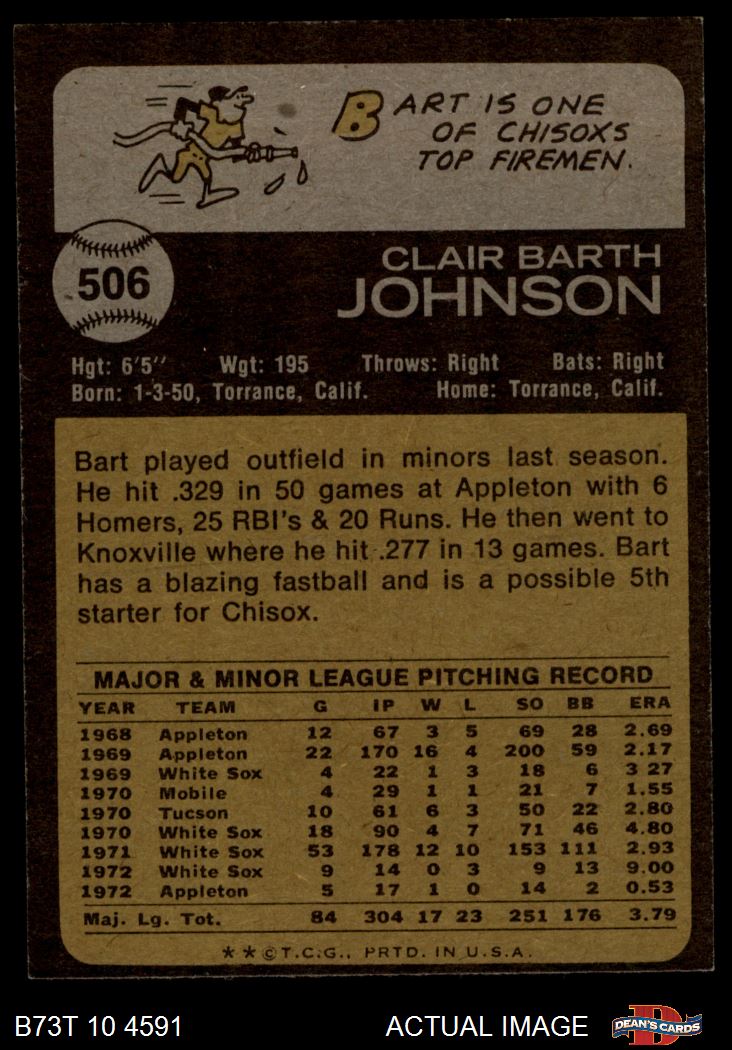 BART IS ONE
OF CHISOXS
TOP FIREMEN.
506
CLAIR BARTH
JOHNSON
Hgt: 6'5" Wgt: 195 Throws: Right Bats: Right
Born: 1-3-50, Torrance, Calif. Home: Torrance, Calif.
Bart played outfield in minors last season.
He hit .329 in 50 games at Appleton with 6
Homers, 25 RBI's & 20 Runs. He then went to
Knoxville where he hit .277 in 13 games. Bart
has a blazing fastball and is a possible 5th
starter for Chisox.
MAJOR & MINOR LEAGUE PITCHING RECORD
YEAR TEAM G IP W L SO BB ERA
1968 Appleton 12 67 3 5 69 28 2.69
1969 Appleton 22 170 16 4 200 59 2.17
1969 White Sox 4 22 1 3 18 6 3 27
1970 Mobile 4 29 1 1 21 7 1.55
1970 Tucson 10 61 6 3 50 22 2.80
1970 White Sox 18 90 4 7 71 46 4.80
1971 White Sox 53 178 12 10 153 111 2.93
1972 White Sox 9 14 0 3 9 13 9.00
1972 Appleton 5 17 1 0 14 2 0.53
Maj. Lg. Tot. 84 304 17 23 251 176 3.79
**©T.C.G., PRTD. IN U.S.A.
B73T 10 4591 ACTUAL IMAGE DEAN'S CARDS